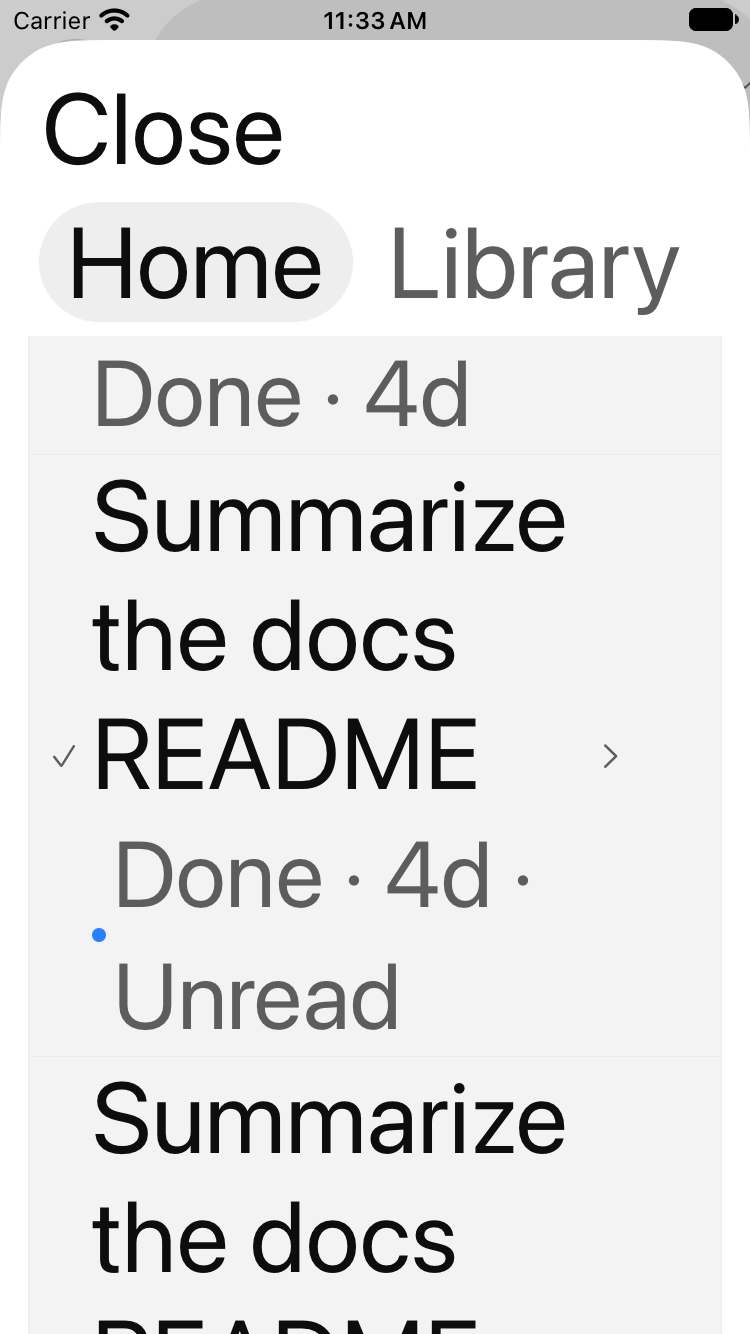 Carrier 11:33 AM
Close
Home Library
Done · 4d
Summarize
the docs
README
Done · 4d ·
Unread
Summarize
the docs
README